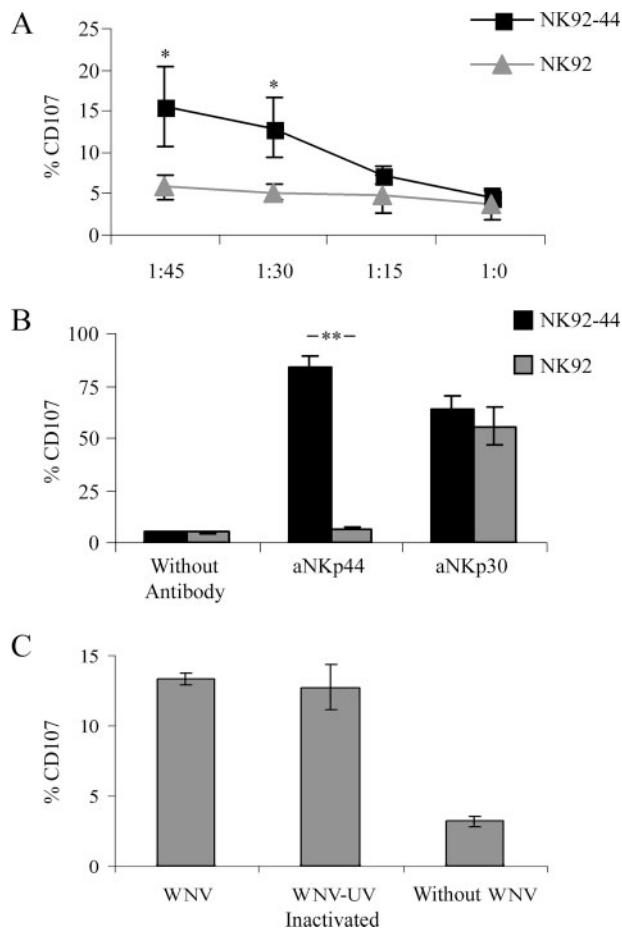 A
NK92-44
NK92
% CD107
25
20
15
10
5
0
*
*
1:45
1:30
1:15
1:0
B
NK92-44
NK92
% CD107
100
75
50
25
0
**
Without
Antibody
aNKp44
aNKp30
C
% CD107
15
10
5
0
WNV
WNV-UV
Inactivated
Without WNV